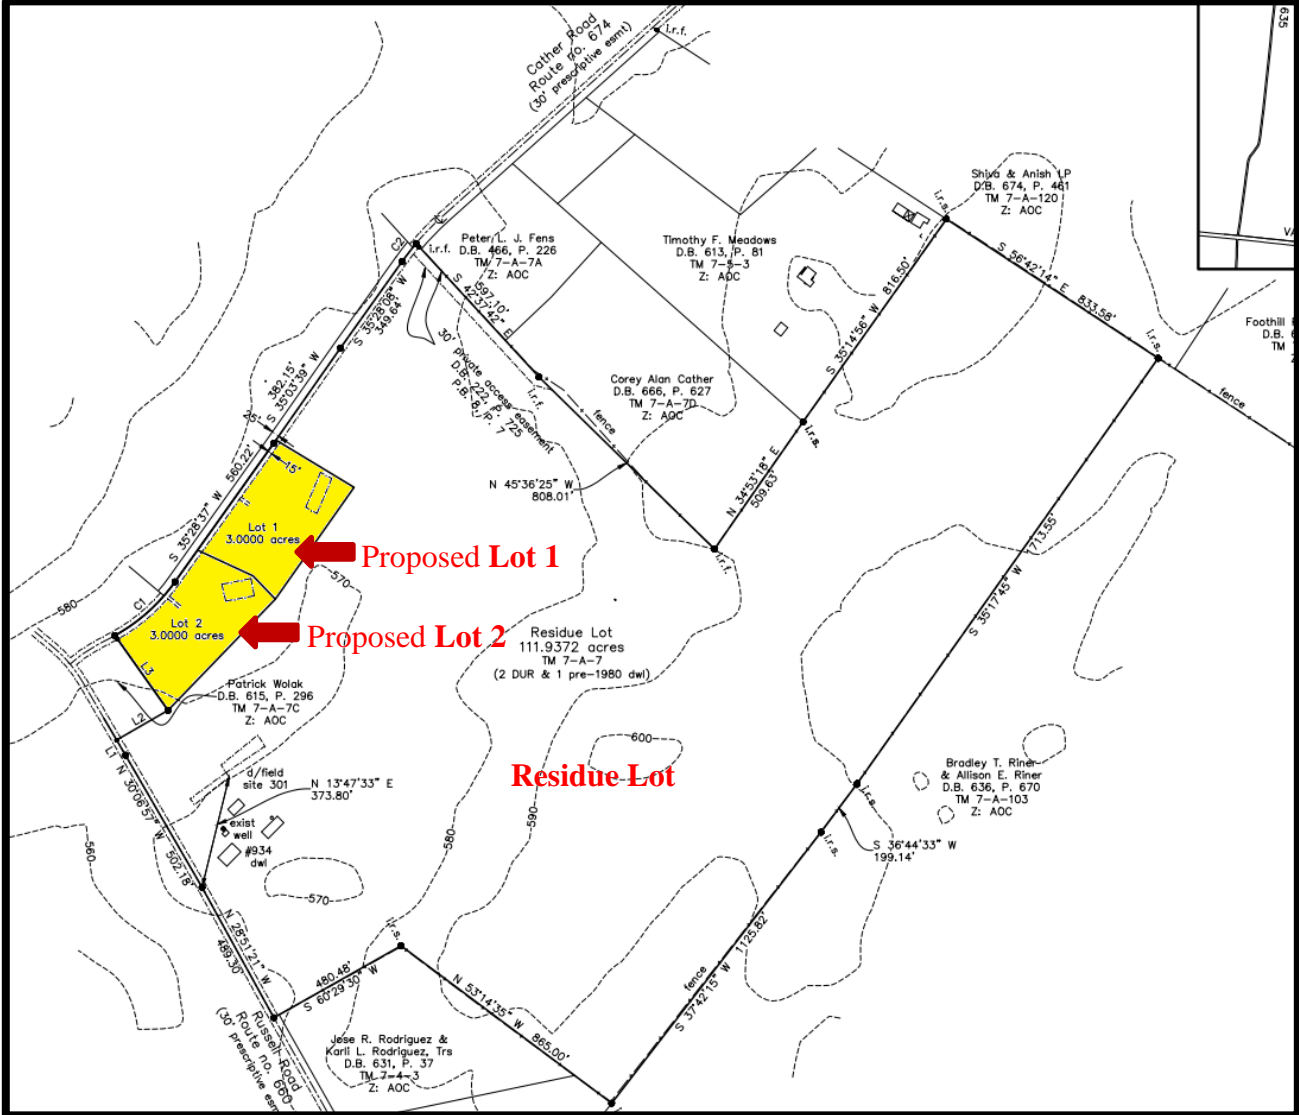 Cather Road
Route no. 674
(30' prescriptive esmt)
i.r.f.
635
Shiva & Anish LP
D.B. 674, P. 461
TM 7-A-120
Z: AOC
i.r.s.
S 56°42'14" E 833.58'
i.r.s.
Peter L. J. Fens
D.B. 466, P. 226
TM 7-A-7A
Z: AOC
Timothy F. Meadows
D.B. 613, P. 81
TM 7-5-3
Z: AOC
C2
i.r.f.
S 42°37'42" E
597.10'
S 35°14'56" W 816.50'
S 35°28'08" W
349.64'
30' private access easement
D.B. 222, P. 725
P.B. 8, P. 7
i.r.f.
fence
Corey Alan Cather
D.B. 666, P. 627
TM 7-A-7D
Z: AOC
Foothill
D.B.
TM
fence
382.15'
S 35°03'39" W
25'
15'
i.r.s.
N 45°36'25" W
808.01'
N 34°53'18" E
509.63'
i.r.f.
S 35°28'37" W 560.22'
Lot 1
3.0000 acres
Proposed Lot 1
570
580
C1
Lot 2
3.0000 acres
Proposed Lot 2
L3
Residue Lot
111.9372 acres
TM 7-A-7
(2 DUR & 1 pre-1980 dwl)
S 35°17'45" W 1713.55'
Patrick Wolak
D.B. 615, P. 296
TM 7-A-7C
Z: AOC
L2
L1
600
Residue Lot
d/field
site 301
N 13°47'33" E
373.80'
exist
well
#934
dwl
N 30°06'57" W 502.18'
560
570
580
590
Bradley T. Riner
& Allison E. Riner
D.B. 636, P. 670
TM 7-A-103
Z: AOC
i.r.s.
i.r.s.
S 36°44'33" W
199.14'
N 28°51'21" W
489.30'
i.r.s.
480.48'
S 60°29'30" W
N 53°14'35" W 865.00'
fence
S 37°42'15" W 1125.82'
Russell Road
Route no. 660
(30' prescriptive esm
Jose R. Rodriguez &
Karli L. Rodriguez, Trs
D.B. 631, P. 37
TM 7-4-3
Z: AOC